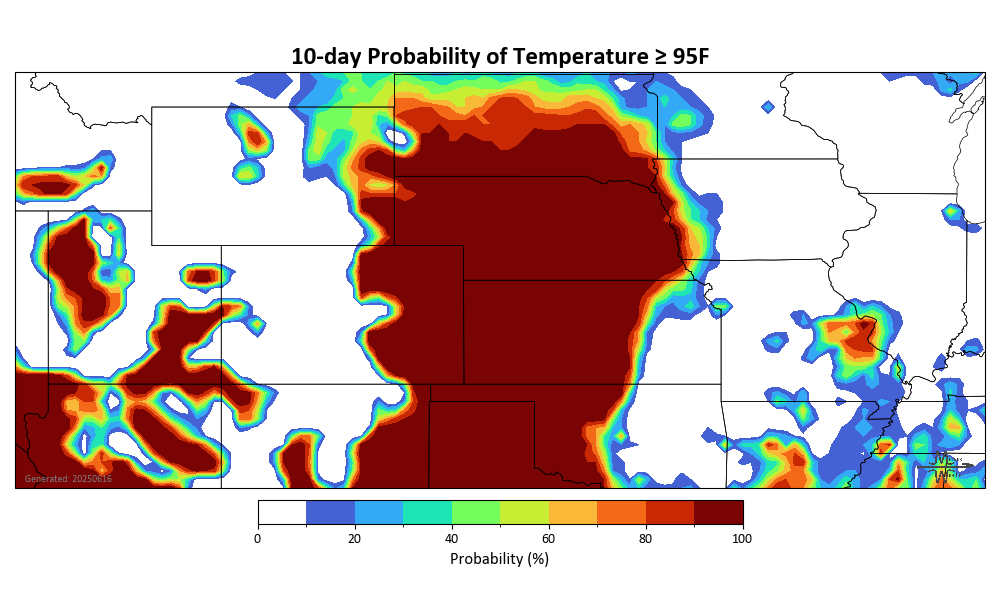 10-day Probability of Temperature ≥ 95F
Generated: 20250616
0 20 40 60 80 100
Probability (%)